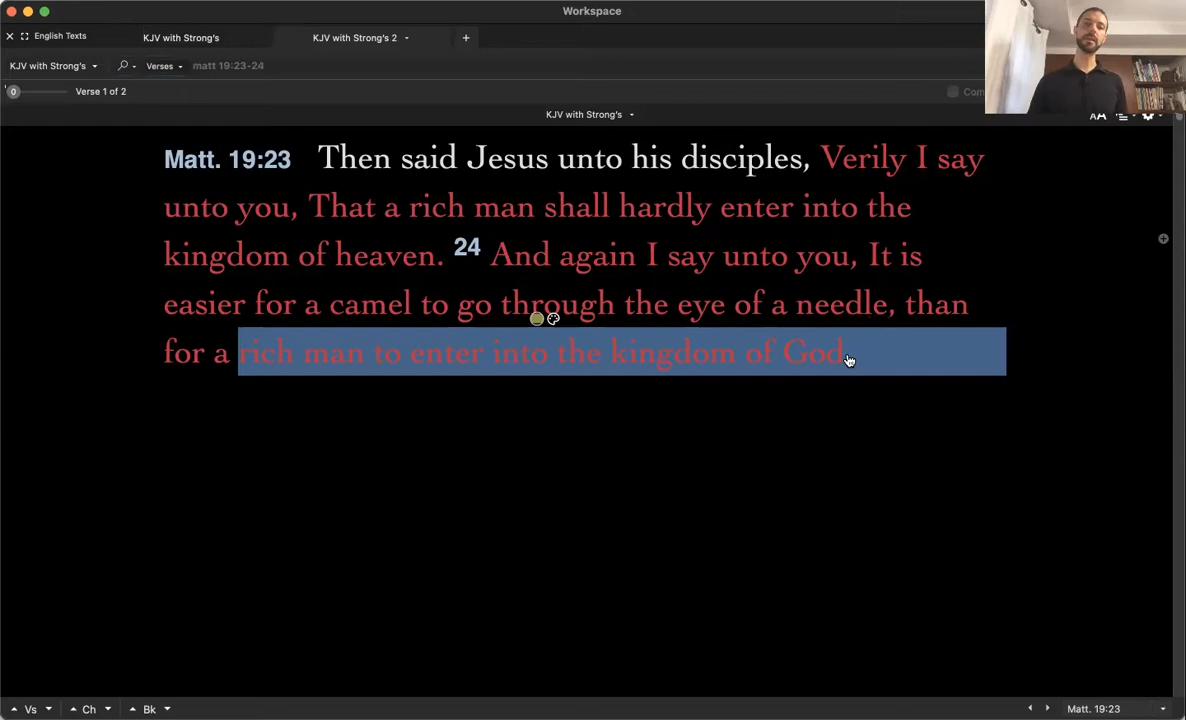 Workspace
English Texts
KJV with Strong's
KJV with Strong's 2
KJV with Strong's
Verses
matt 19:23-24
0
Verse 1 of 2
KJV with Strong's
AA
Matt. 19:23 Then said Jesus unto his disciples, Verily I say
unto you, That a rich man shall hardly enter into the
kingdom of heaven. 24 And again I say unto you, It is
easier for a camel to go through the eye of a needle, than
for a rich man to enter into the kingdom of God.
Vs
Ch
Bk
Matt. 19:23